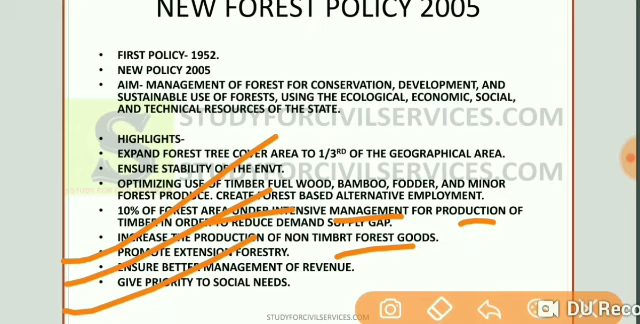 NEW FOREST POLICY 2005
• FIRST POLICY- 1952.
• NEW POLICY 2005
• AIM- MANAGEMENT OF FOREST FOR CONSERVATION, DEVELOPMENT, AND
SUSTAINABLE USE OF FORESTS, USING THE ECOLOGICAL, ECONOMIC, SOCIAL,
AND TECHNICAL RESOURCES OF THE STATE.
STUDYFORCIVILSERVICES.COM
• HIGHLIGHTS-
• EXPAND FOREST TREE COVER AREA TO 1/3RD OF THE GEOGRAPHICAL AREA.
• ENSURE STABILITY OF THE ENVT.
STUDYFORCIVILSERVICES.COM
• OPTIMIZING USE OF TIMBER FUEL WOOD, BAMBOO, FODDER, AND MINOR
FOREST PRODUCE. CREATE FOREST BASED ALTERNATIVE EMPLOYMENT.
• 10% OF FOREST AREA UNDER INTENSIVE MANAGEMENT FOR PRODUCTION OF
TIMBER IN ORDER TO REDUCE DEMAND SUPPLY GAP.
• INCREASE THE PRODUCTION OF NON TIMBRT FOREST GOODS.
• PROMOTE EXTENSION FORESTRY.
• ENSURE BETTER MANAGEMENT OF REVENUE.
• GIVE PRIORITY TO SOCIAL NEEDS.
STUDYFORCIVILSERVICES.COM
DU Reco